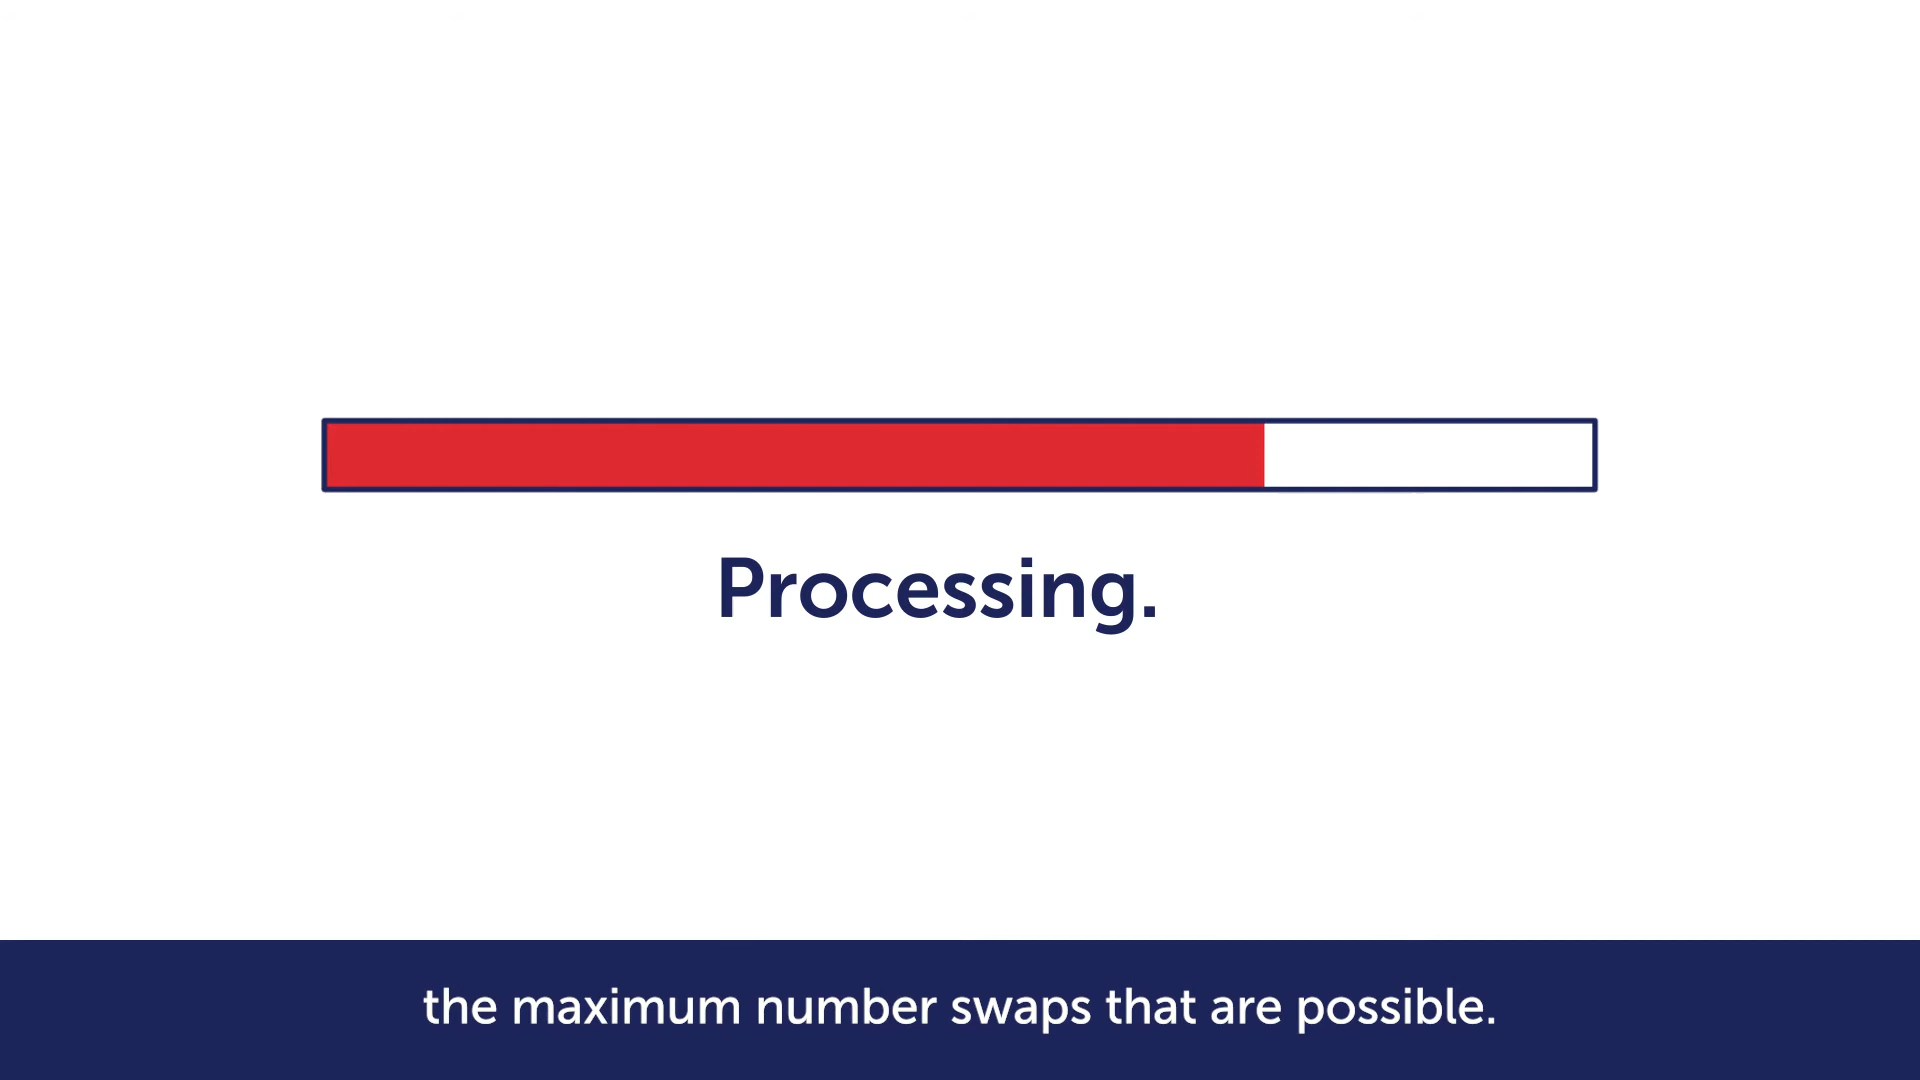 Processing.
the maximum number swaps that are possible.